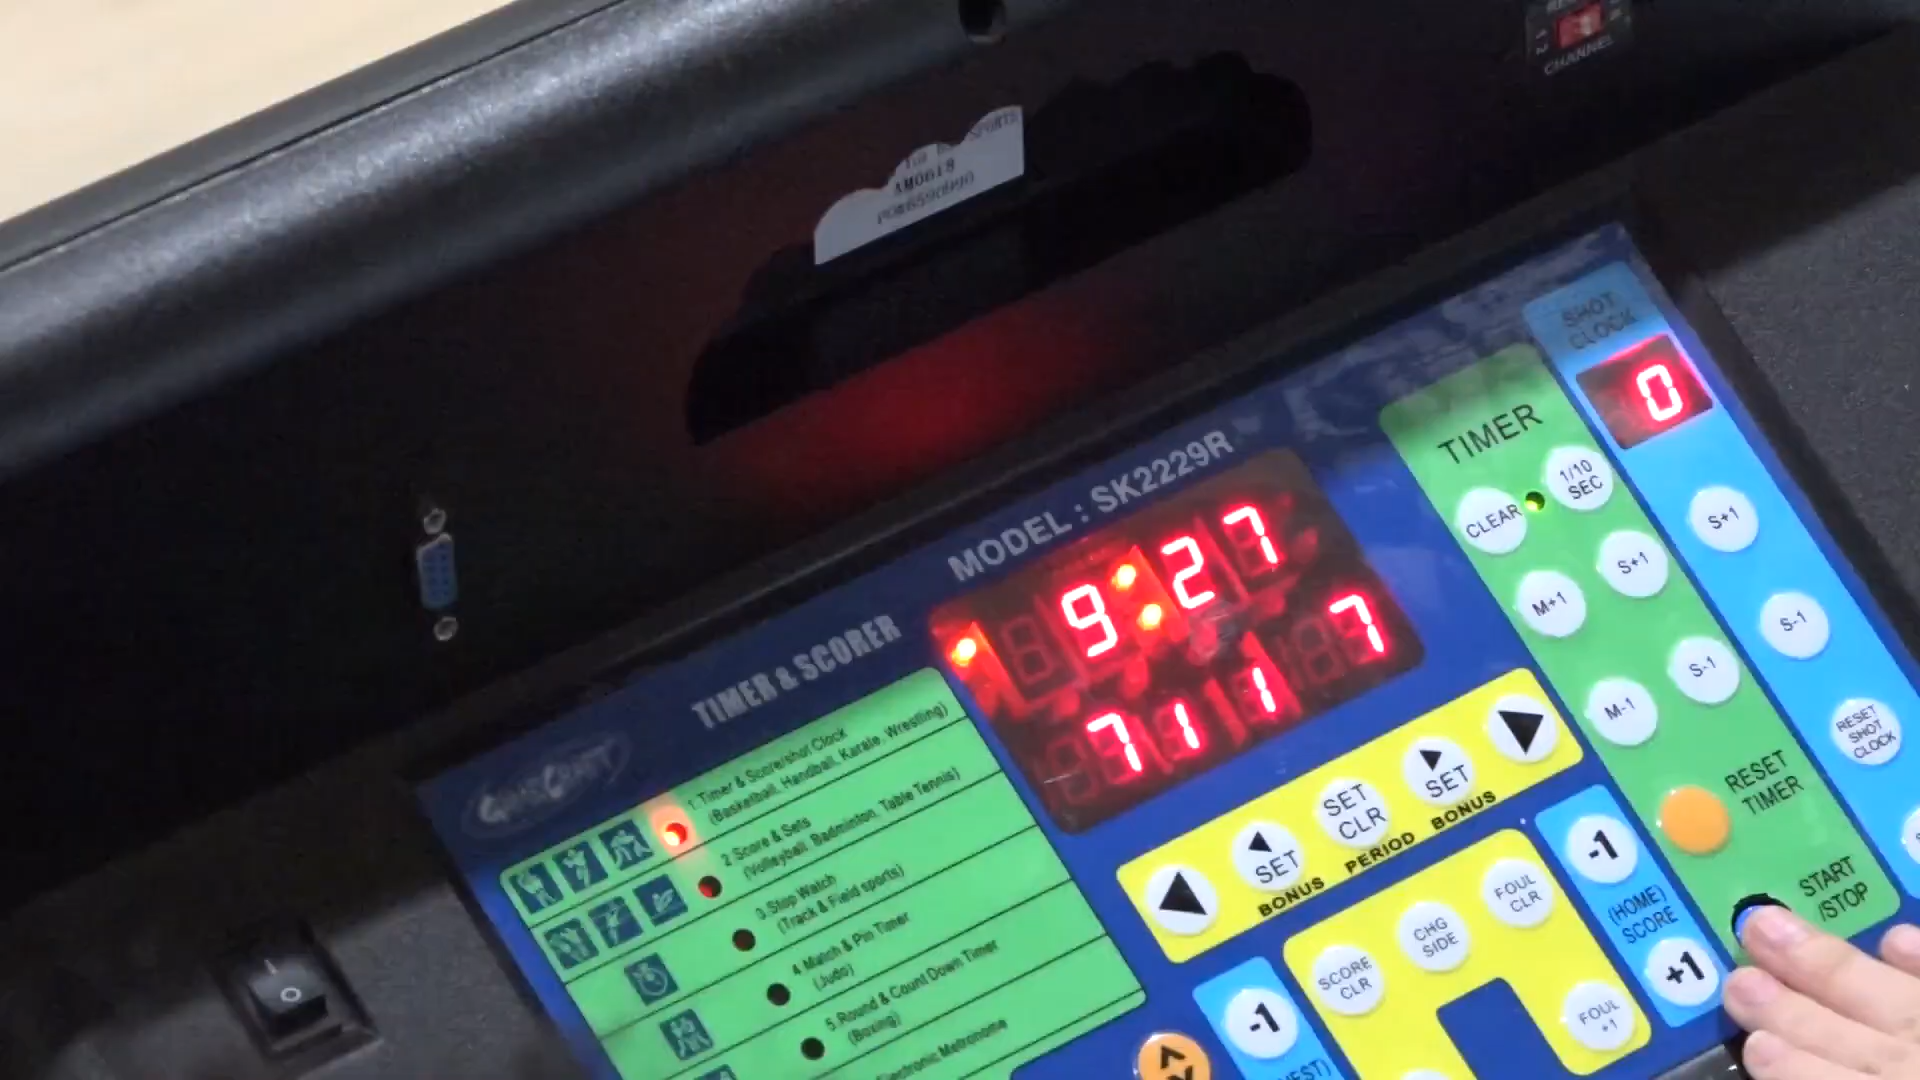 CHANNEL
SPORTS
AM0618
SHOT
CLOCK
0
TIMER
CLEAR
1/10
SEC
S+1
M+1
S-1
M-1
RESET
TIMER
START
/STOP
S+1
S-1
RESET
SHOT
CLOCK
MODEL : SK2229R
TIMER & SCORER
9:27
7 1 1 7
GAMECRAFT
1.Timer & Score/shot Clock
(Basketball, Handball, Karate, Wrestling)
2 Score & Sets
(Volleyball, Badminton, Table Tennis)
3.Stop Watch
(Track & Field sports)
4 Match & Pin Timer
(Judo)
5.Round & Count Down Timer
(Boxing)
Electronic Metronome
SET
SET
CLR
SET
BONUS
PERIOD
BONUS
SCORE
CLR
CHG
SIDE
FOUL
CLR
FOUL
+1
-1
(HOME)
SCORE
+1
-1